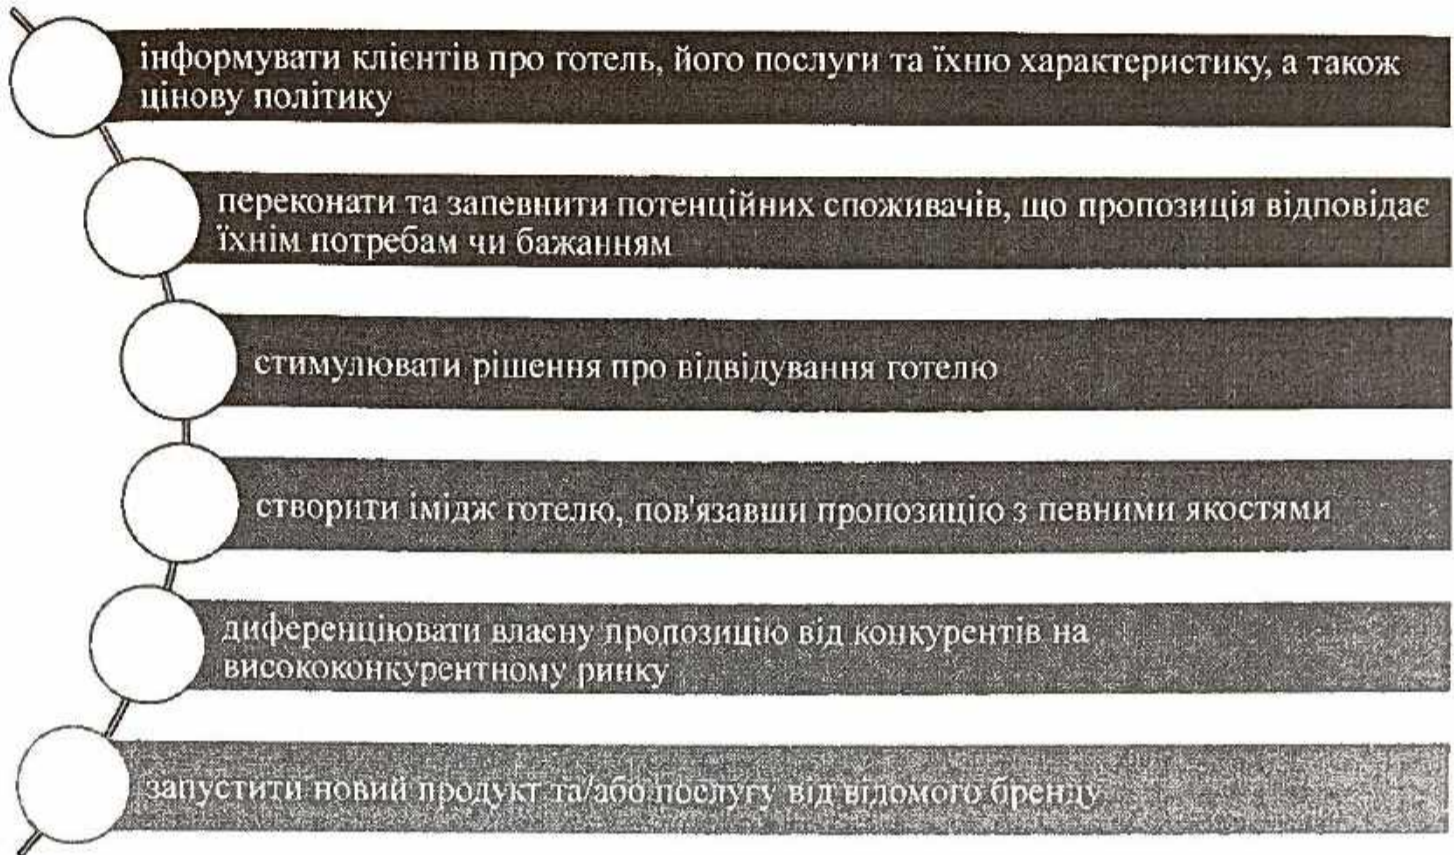 інформувати клієнтів про готель, його послуги та їхню характеристику, а також
цінову політику
переконати та запевнити потенційних споживачів, що пропозиція відповідає
їхнім потребам чи бажанням
стимулювати рішення про відвідування готелю
створити імідж готелю, пов'язавши пропозицію з певними якостями
диференціювати власну пропозицію від конкурентів на
висококонкурентному ринку
запустити новий продукт та/або послугу від відомого бренду